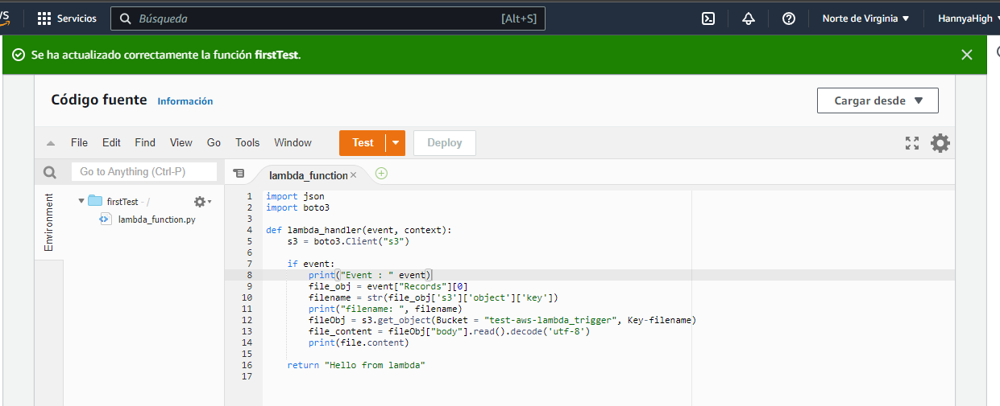 Servicios
Búsqueda
[Alt+S]
Norte de Virginia
HannyaHigh
Se ha actualizado correctamente la función firstTest.
Código fuente
Información
Cargar desde
File Edit Find View Go Tools Window
Test
Deploy
Go to Anything (Ctrl-P)
lambda_function
Environment
firstTest - /
lambda_function.py
1 import json
2 import boto3
3
4 def lambda_handler(event, context):
5     s3 = boto3.Client("s3")
6
7     if event:
8         print("Event : " event)
9         file_obj = event["Records"][0]
10         filename = str(file_obj['s3']['object']['key'])
11         print("filename: ", filename)
12         fileObj = s3.get_object(Bucket = "test-aws-lambda_trigger", Key-filename)
13         file_content = fileObj["body"].read().decode('utf-8')
14         print(file.content)
15
16     return "Hello from lambda"
17